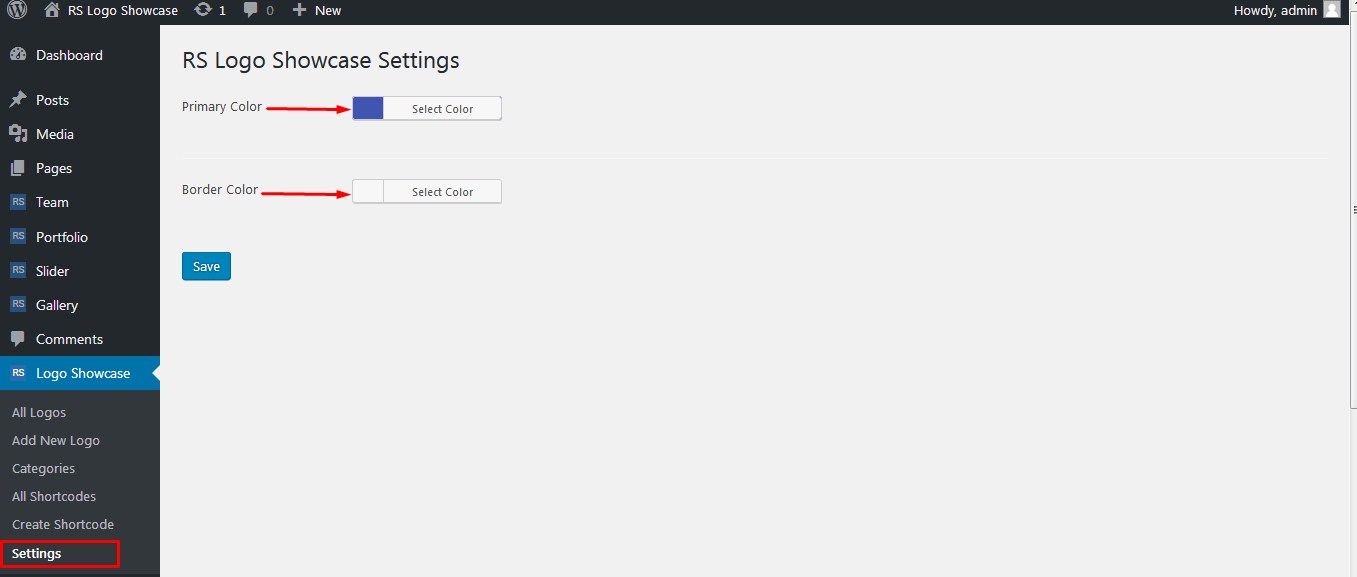 RS Logo Showcase 1 0 New Howdy, admin
Dashboard
Posts
Media
Pages
RS Team
RS Portfolio
RS Slider
RS Gallery
Comments
RS Logo Showcase
All Logos
Add New Logo
Categories
All Shortcodes
Create Shortcode
Settings
RS Logo Showcase Settings
Primary Color Select Color
Border Color Select Color
Save